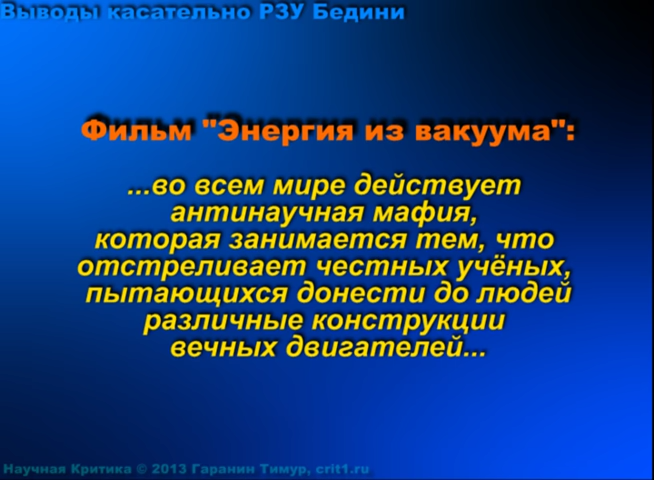 Выводы касательно РЗУ Бедини
Фильм "Энергия из вакуума":
...во всем мире действует
антинаучная мафия,
которая занимается тем, что
отстреливает честных учёных,
пытающихся донести до людей
различные конструкции
вечных двигателей...
Научная Критика © 2013 Гаранин Тимур, crit1.ru